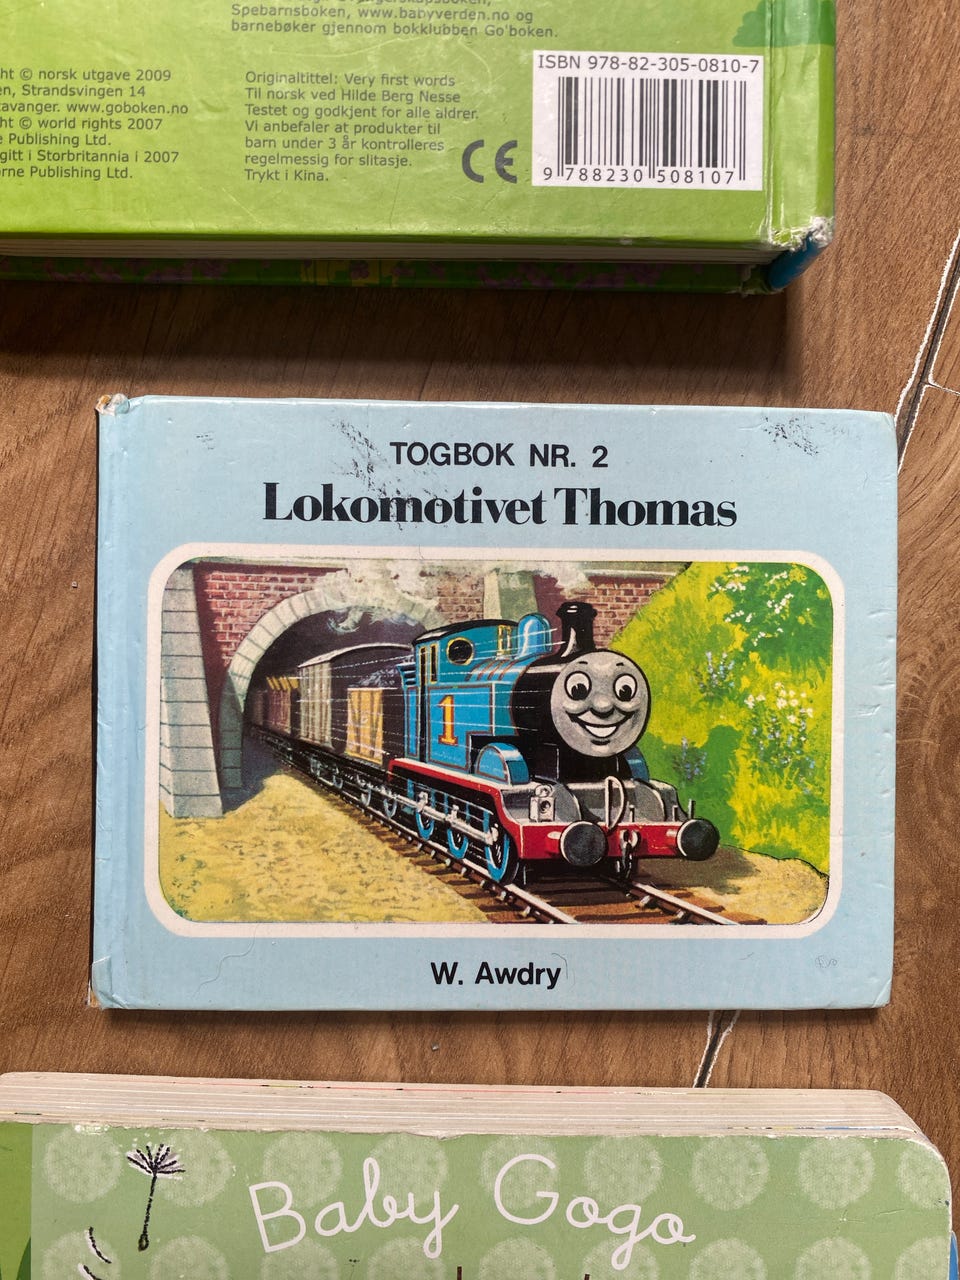 Spebarnsboken, www.babyverden.no og
barnebøker gjennom bokklubben Go'boken.
ht © norsk utgave 2009
en, Strandsvingen 14
tavanger. www.goboken.no
ht © world rights 2007
e Publishing Ltd.
gitt i Storbritannia i 2007
rne Publishing Ltd.
Originaltittel: Very first words
Til norsk ved Hilde Berg Nesse
Testet og godkjent for alle aldrer.
Vi anbefaler at produkter til
barn under 3 år kontrolleres
regelmessig for slitasje.
Trykt i Kina.
CE
ISBN 978-82-305-0810-7
9 788230 508107
TOGBOK NR. 2
Lokomotivet Thomas
1
W. Awdry
Baby Gogo